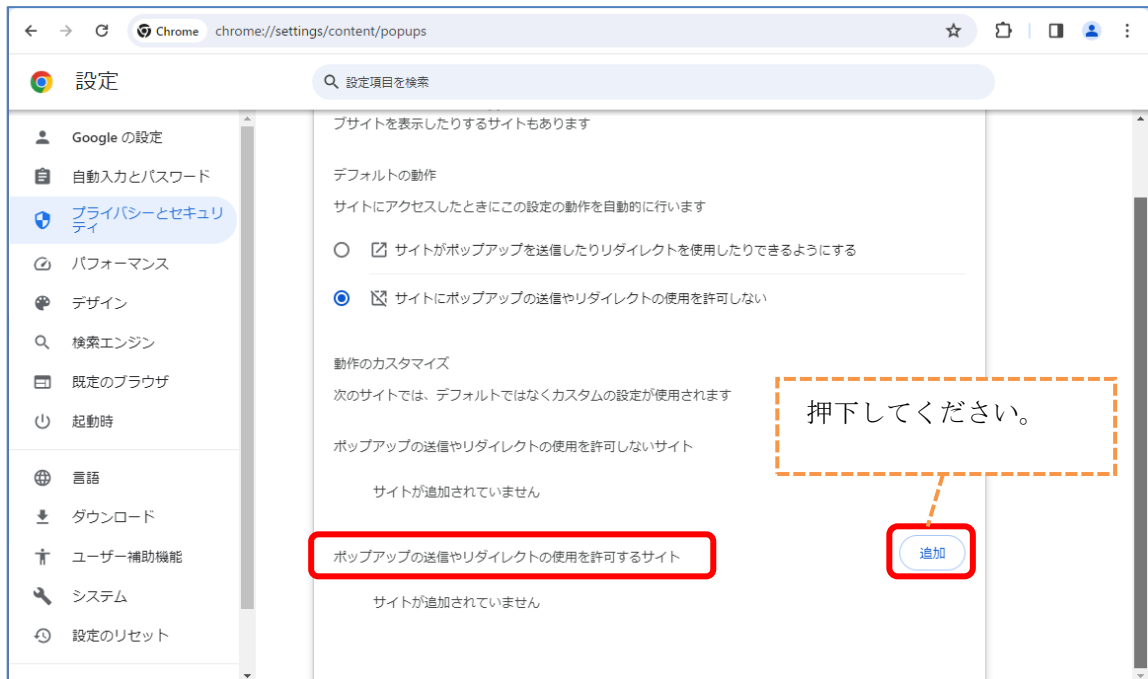 Chrome chrome://settings/content/popups
設定
設定項目を検索
Google の設定
自動入力とパスワード
プライバシーとセキュリ
ティ
パフォーマンス
デザイン
検索エンジン
既定のブラウザ
起動時
言語
ダウンロード
ユーザー補助機能
システム
設定のリセット
ブサイトを表示したりするサイトもあります
デフォルトの動作
サイトにアクセスしたときにこの設定の動作を自動的に行います
サイトがポップアップを送信したりリダイレクトを使用したりできるようにする
サイトにポップアップの送信やリダイレクトの使用を許可しない
動作のカスタマイズ
次のサイトでは、デフォルトではなくカスタムの設定が使用されます
押下してください。
ポップアップの送信やリダイレクトの使用を許可しないサイト
サイトが追加されていません
ポップアップの送信やリダイレクトの使用を許可するサイト
追加
サイトが追加されていません